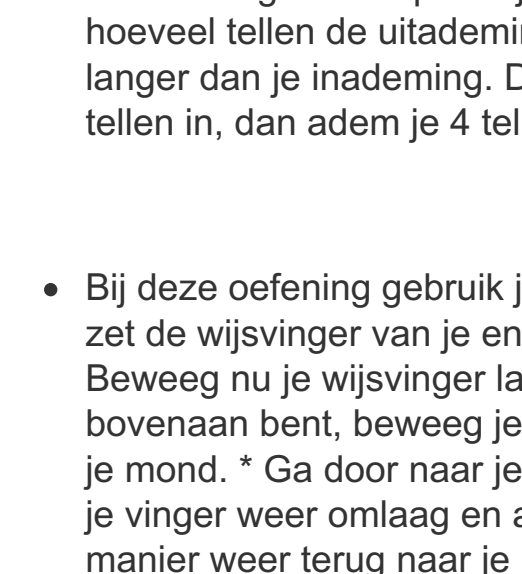 hoeveel tellen de uitademi
langer dan je inademing.
tellen in, dan adem je 4 tel
• Bij deze oefening gebruik j
zet de wijsvinger van je en
Beweeg nu je wijsvinger la
bovenaan bent, beweeg je
je mond. * Ga door naar je
je vinger weer omlaag en a
manier weer terug naar je